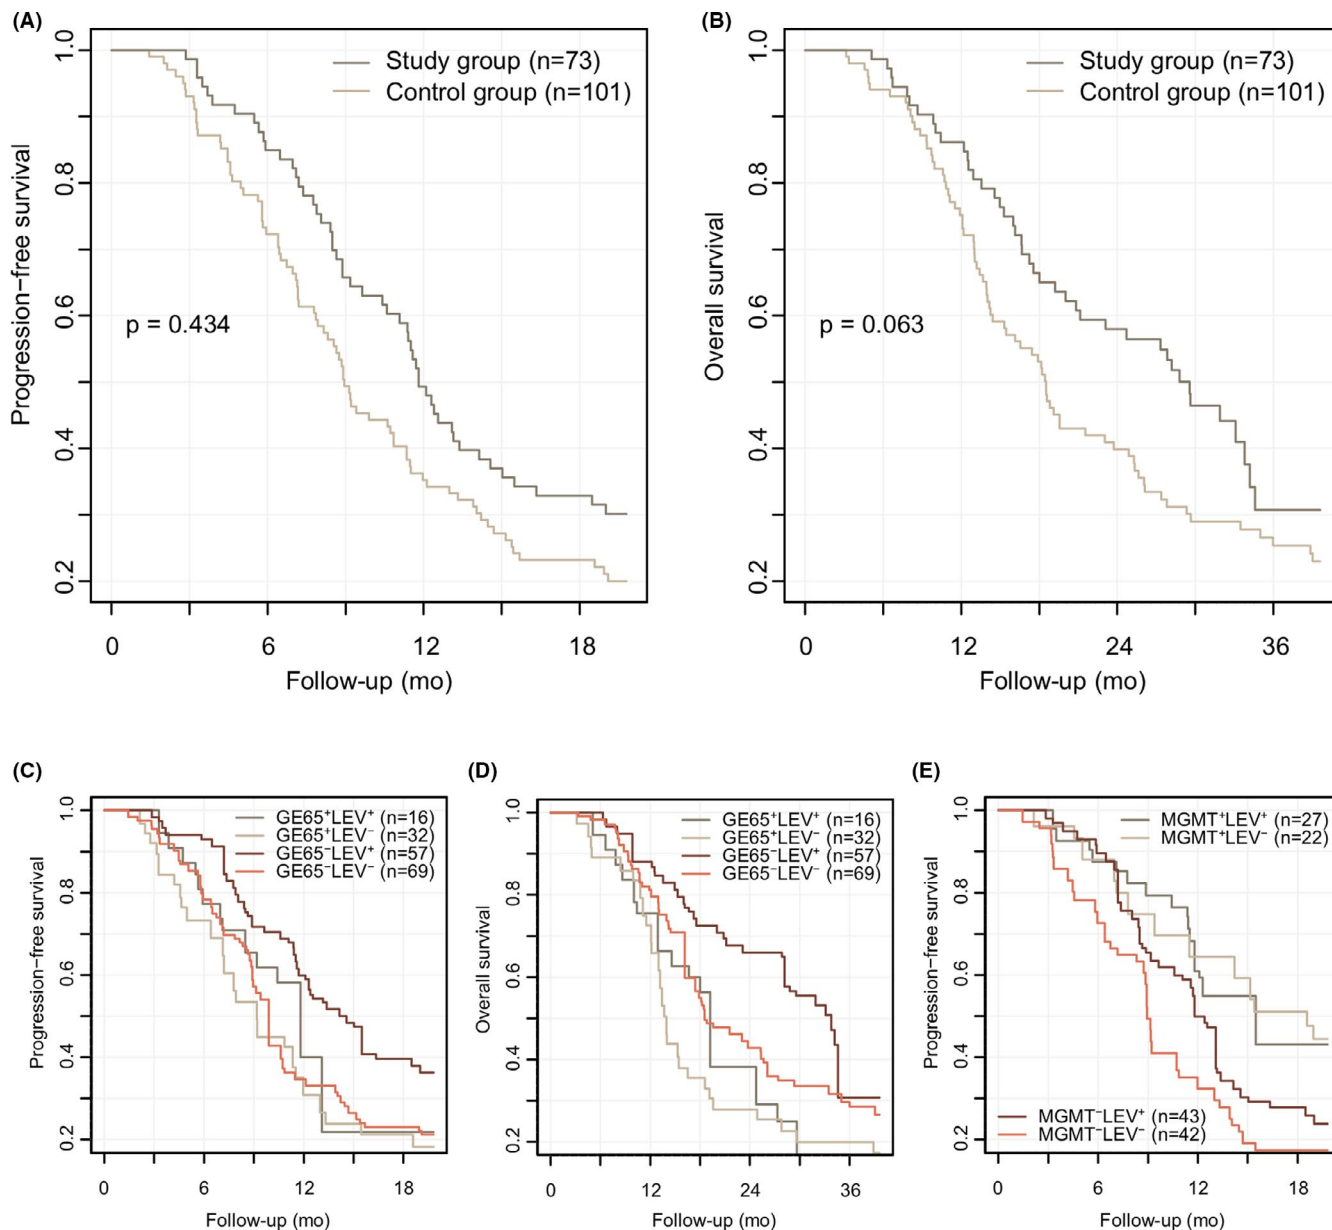 (A)
Progression-free survival
1.0
0.8
0.6
0.4
0.2
Study group (n=73)
Control group (n=101)
p = 0.434
0 6 12 18
Follow-up (mo)
(B)
Overall survival
1.0
0.8
0.6
0.4
0.2
Study group (n=73)
Control group (n=101)
p = 0.063
0 12 24 36
Follow-up (mo)
(C)
Progression-free survival
1.0
0.8
0.6
0.4
0.2
GE65⁺LEV⁺ (n=16)
GE65⁺LEV⁻ (n=32)
GE65⁻LEV⁺ (n=57)
GE65⁻LEV⁻ (n=69)
0 6 12 18
Follow-up (mo)
(D)
Overall survival
1.0
0.8
0.6
0.4
0.2
GE65⁺LEV⁺ (n=16)
GE65⁺LEV⁻ (n=32)
GE65⁻LEV⁺ (n=57)
GE65⁻LEV⁻ (n=69)
0 12 24 36
Follow-up (mo)
(E)
Progression-free survival
1.0
0.8
0.6
0.4
0.2
MGMT⁺LEV⁺ (n=27)
MGMT⁺LEV⁻ (n=22)
MGMT⁻LEV⁺ (n=43)
MGMT⁻LEV⁻ (n=42)
0 6 12 18
Follow-up (mo)